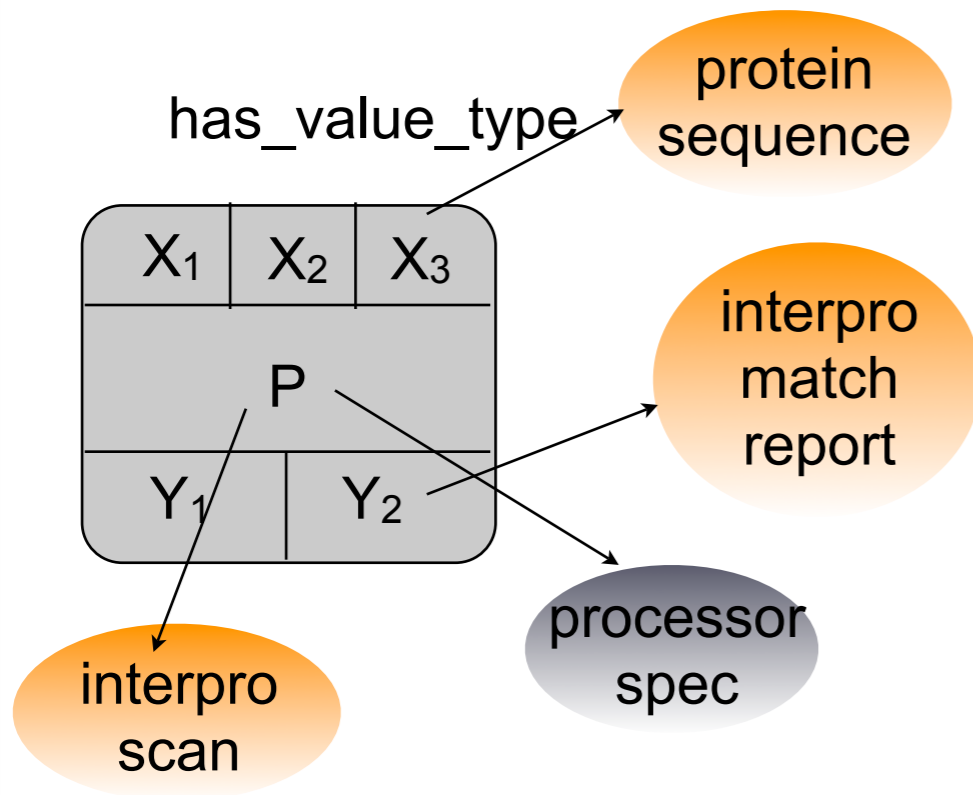 protein
sequence
has_value_type
X₁ X₂ X₃
interpro
match
report
P
Y₁ Y₂
processor
spec
interpro
scan